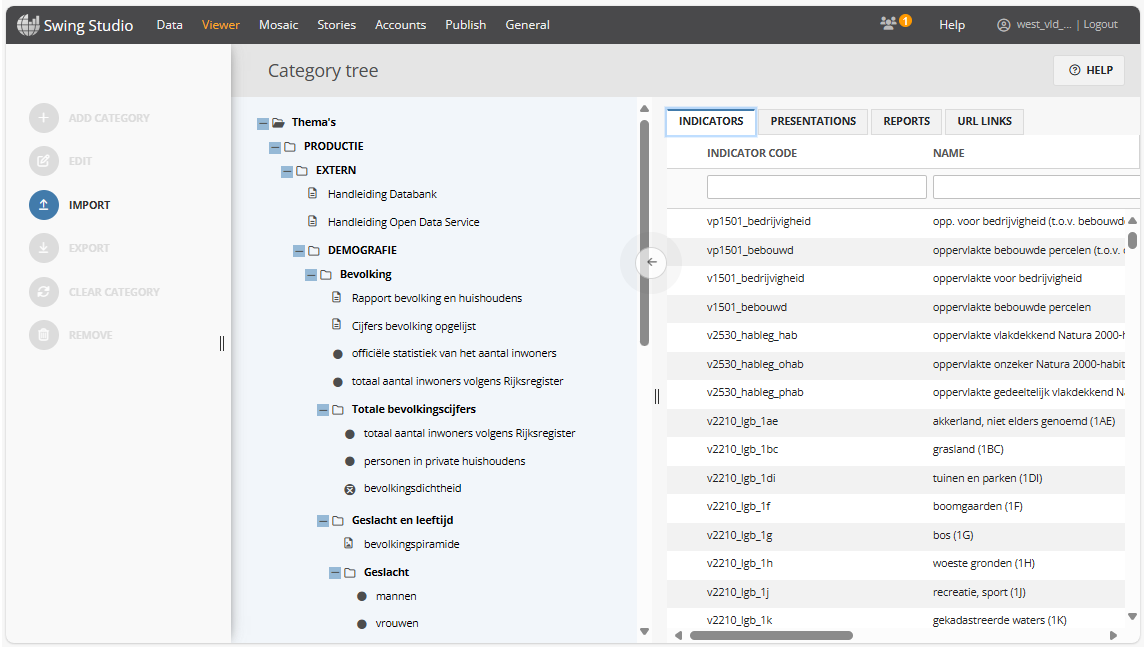 Swing Studio Data Viewer Mosaic Stories Accounts Publish General 1 Help west_vld_... | Logout
Category tree
HELP
ADD CATEGORY
EDIT
IMPORT
EXPORT
CLEAR CATEGORY
REMOVE
Thema's
PRODUCTIE
EXTERN
Handleiding Databank
Handleiding Open Data Service
DEMOGRAFIE
Bevolking
Rapport bevolking en huishoudens
Cijfers bevolking opgelijst
officiële statistiek van het aantal inwoners
totaal aantal inwoners volgens Rijksregister
Totale bevolkingscijfers
totaal aantal inwoners volgens Rijksregister
personen in private huishoudens
bevolkingsdichtheid
Geslacht en leeftijd
bevolkingspiramide
Geslacht
mannen
vrouwen
INDICATORS PRESENTATIONS REPORTS URL LINKS
INDICATOR CODE NAME
vp1501_bedrijvigheid opp. voor bedrijvigheid (t.o.v. bebouwde
vp1501_bebouwd oppervlakte bebouwde percelen (t.o.v.
v1501_bedrijvigheid oppervlakte voor bedrijvigheid
v1501_bebouwd oppervlakte bebouwde percelen
v2530_hableg_hab oppervlakte vlakdekkend Natura 2000-h
v2530_hableg_ohab oppervlakte onzeker Natura 2000-habit
v2530_hableg_phab oppervlakte gedeeltelijk vlakdekkend Na
v2210_lgb_1ae akkerland, niet elders genoemd (1AE)
v2210_lgb_1bc grasland (1BC)
v2210_lgb_1di tuinen en parken (1DI)
v2210_lgb_1f boomgaarden (1F)
v2210_lgb_1g bos (1G)
v2210_lgb_1h woeste gronden (1H)
v2210_lgb_1j recreatie, sport (1J)
v2210_lgb_1k gekadastreerde waters (1K)